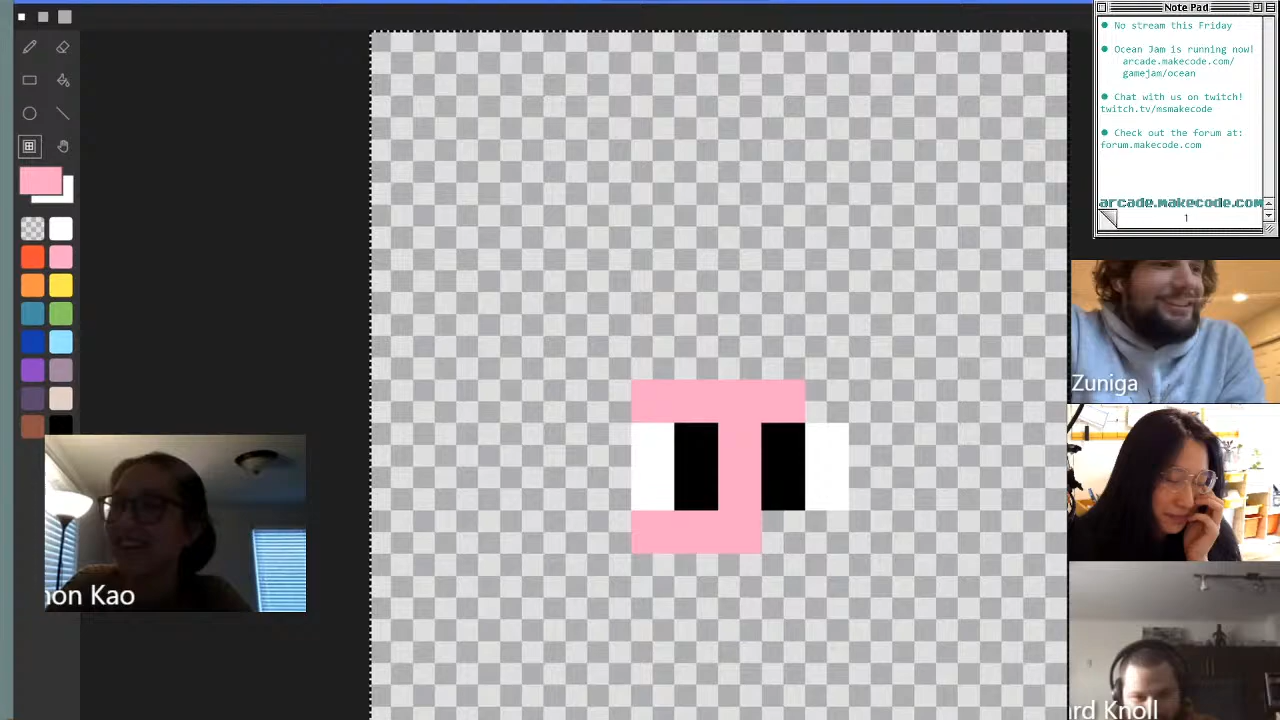 Note Pad
No stream this Friday
Ocean Jam is running now!
arcade.makecode.com/
gamejam/ocean
Chat with us on twitch!
twitch.tv/msmakecode
Check out the forum at:
forum.makecode.com
arcade.makecode.com
1
Zuniga
on Kao
rd Knoll